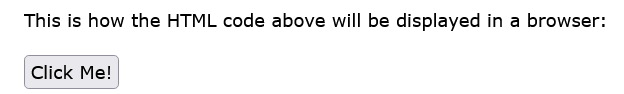 This is how the HTML code above will be displayed in a browser:
Click Me!